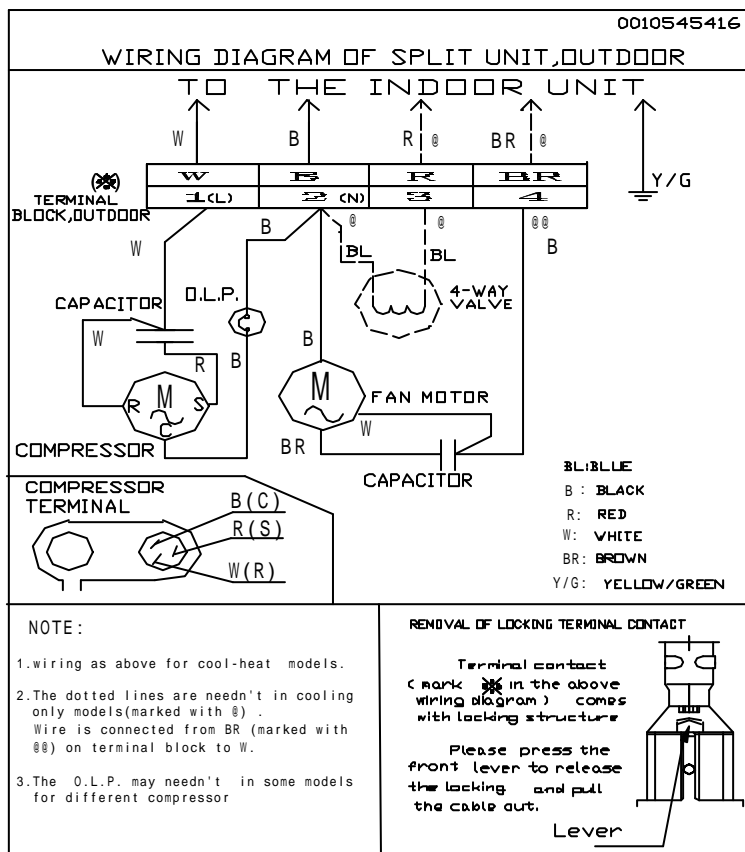 0010545416
WIRING DIAGRAM OF SPLIT UNIT,OUTDOOR
TO THE INDOOR UNIT
W B R @ BR @
W B R BR
Y/G
(※)
TERMINAL
BLOCK,OUTDOOR
1(L) 2(N) 3 4
W B @ @ @@
BL BL B
O.L.P.
CAPACITOR
4-WAY
VALVE
W R B B
M
R S
C
M
FAN MOTOR
W
COMPRESSOR
BR
CAPACITOR
BL:BLUE
B : BLACK
R: RED
W: WHITE
BR: BROWN
Y/G: YELLOW/GREEN
COMPRESSOR
TERMINAL
B(C)
R(S)
W(R)
NOTE:
1.wiring as above for cool-heat models.
2.The dotted lines are needn't in cooling
only models(marked with @) .
Wire is connected from BR (marked with
@@) on terminal block to W.
3.The O.L.P. may needn't in some models
for different compressor
REMOVAL OF LOCKING TERMINAL CONTACT
Terminal contact
( mark ※ in the above
wiring diagram ) comes
with locking structure
Please press the
front lever to release
the locking and pull
the cable out.
Lever